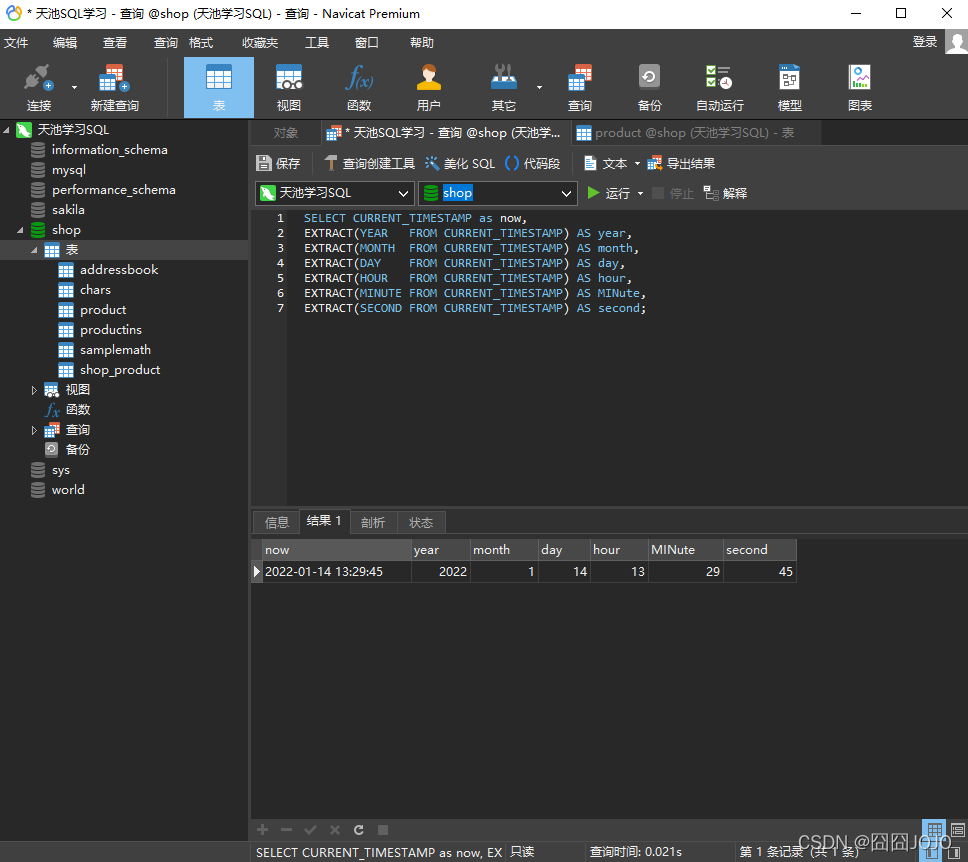 * 天池SQL学习 - 查询 @shop (天池学习SQL) - 查询 - Navicat Premium
文件 编辑 查看 查询 格式 收藏夹 工具 窗口 帮助 登录
连接 新建查询 表 视图 函数 用户 其它 查询 备份 自动运行 模型 图表
天池学习SQL
information_schema
mysql
performance_schema
sakila
shop
表
addressbook
chars
product
productins
samplemath
shop_product
视图
函数
查询
备份
sys
world
对象 * 天池SQL学习 - 查询 @shop (天池学... product @shop (天池学习SQL) - 表
保存 查询创建工具 美化 SQL () 代码段 文本 导出结果
天池学习SQL shop 运行 停止 解释
1 SELECT CURRENT_TIMESTAMP as now,
2 EXTRACT(YEAR   FROM CURRENT_TIMESTAMP) AS year,
3 EXTRACT(MONTH  FROM CURRENT_TIMESTAMP) AS month,
4 EXTRACT(DAY    FROM CURRENT_TIMESTAMP) AS day,
5 EXTRACT(HOUR   FROM CURRENT_TIMESTAMP) AS hour,
6 EXTRACT(MINUTE FROM CURRENT_TIMESTAMP) AS MINute,
7 EXTRACT(SECOND FROM CURRENT_TIMESTAMP) AS second;
信息 结果 1 剖析 状态
now year month day hour MINute second
2022-01-14 13:29:45 2022 1 14 13 29 45
SELECT CURRENT_TIMESTAMP as now, EX 只读 查询时间: 0.021s 第 1 条记录 (共 1 条)
CSDN @囧囧JOJO